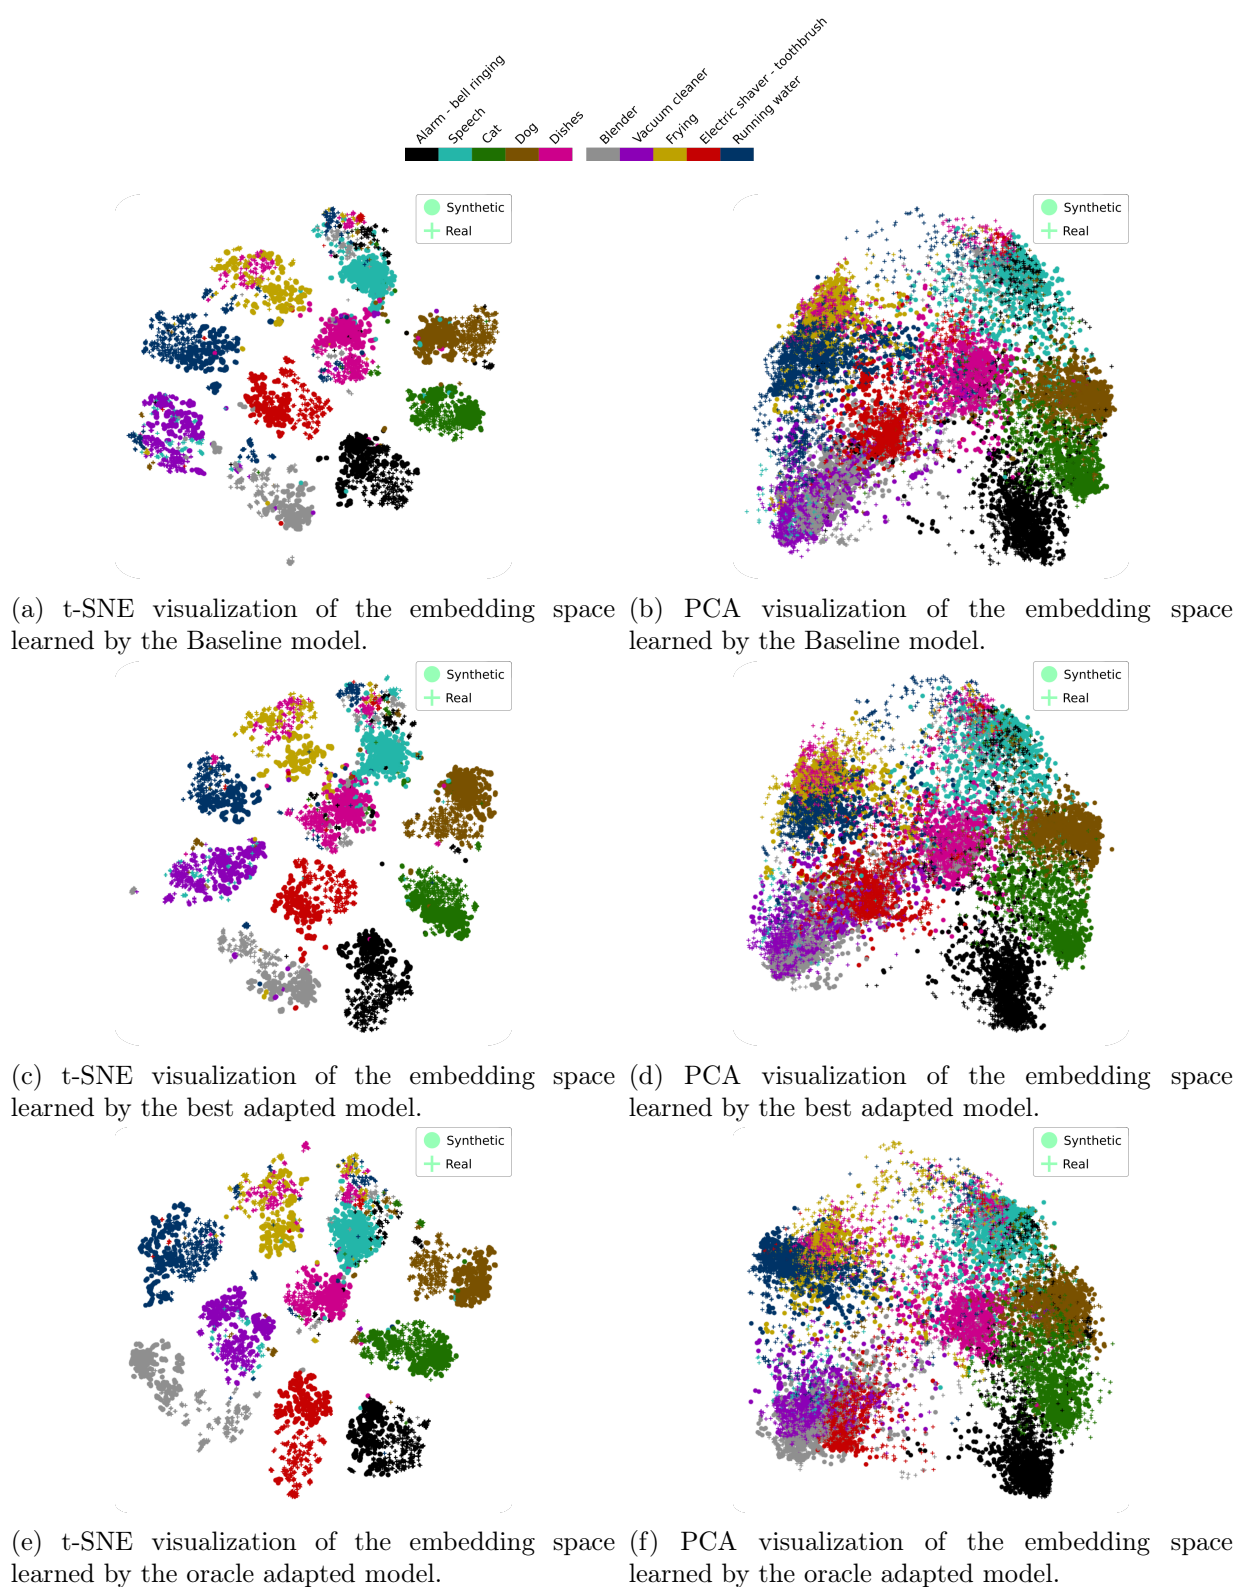 Alarm - bell ringing
Speech
Cat
Dog
Dishes
Blender
Vacuum cleaner
Frying
Electric shaver - toothbrush
Running water
Synthetic
Real
Synthetic
Real
(a) t-SNE visualization of the embedding space
learned by the Baseline model.
(b) PCA visualization of the embedding space
learned by the Baseline model.
Synthetic
Real
Synthetic
Real
(c) t-SNE visualization of the embedding space
learned by the best adapted model.
(d) PCA visualization of the embedding space
learned by the best adapted model.
Synthetic
Real
Synthetic
Real
(e) t-SNE visualization of the embedding space
learned by the oracle adapted model.
(f) PCA visualization of the embedding space
learned by the oracle adapted model.